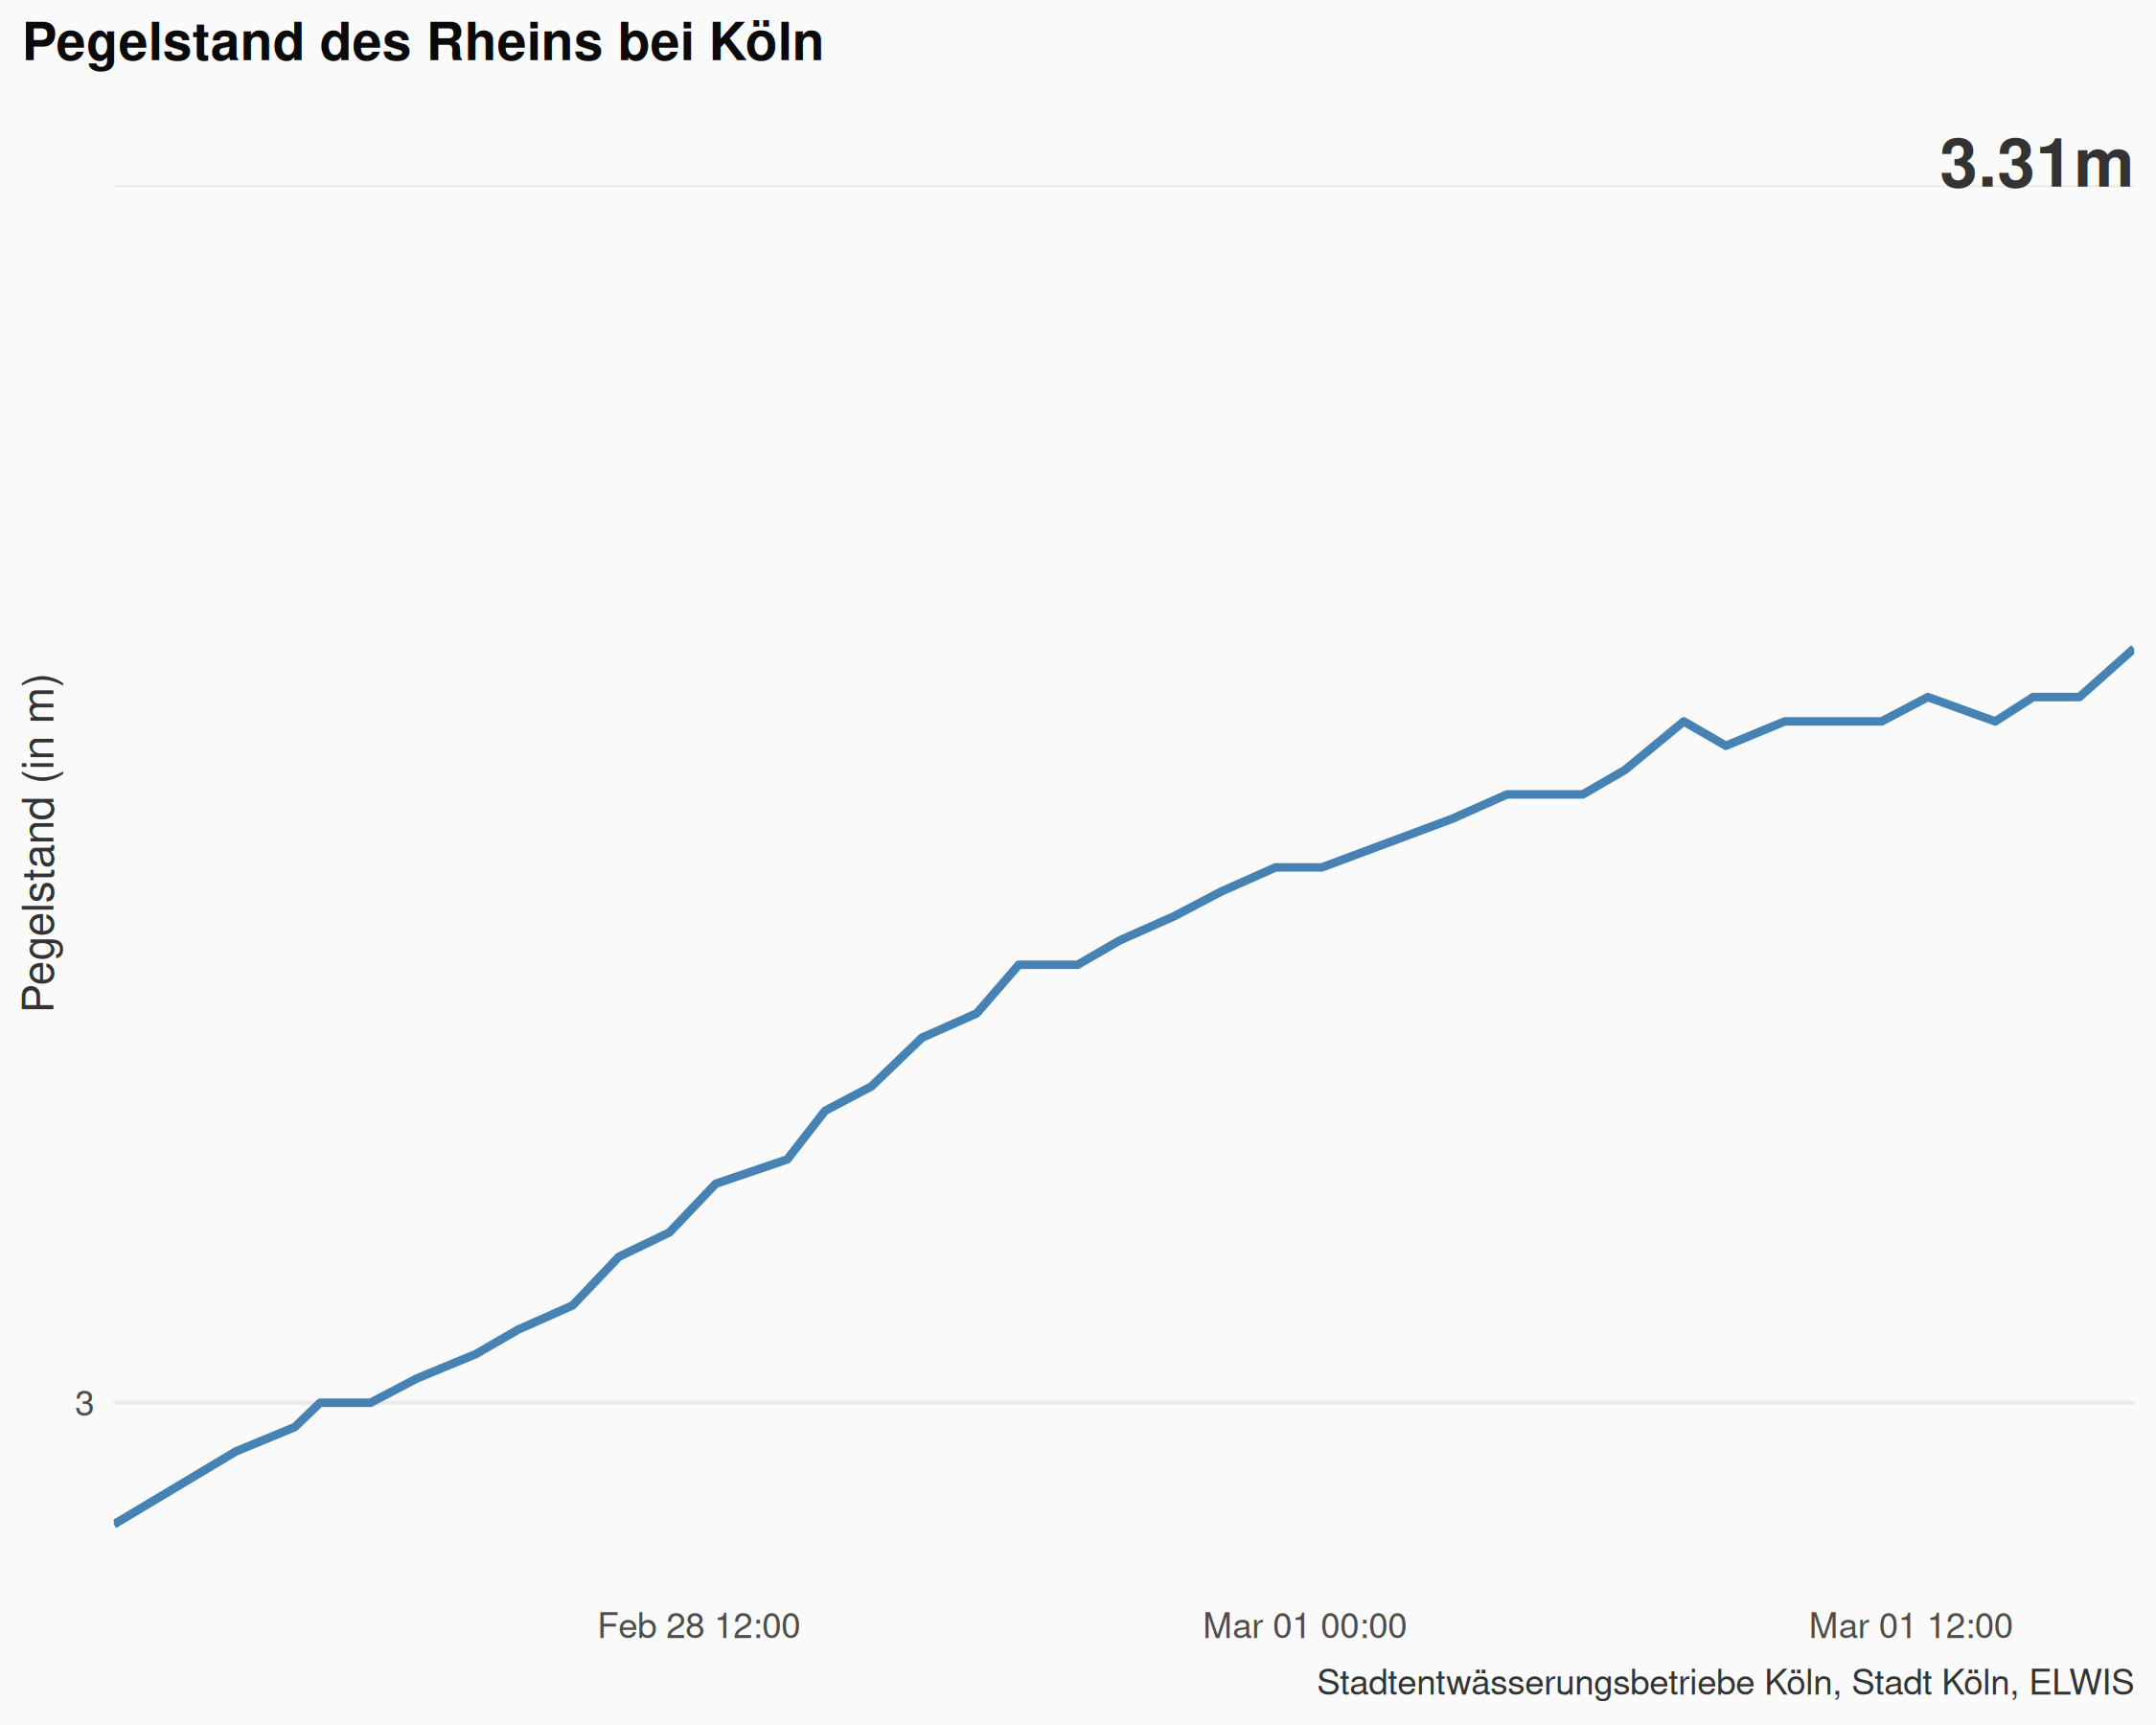 Pegelstand des Rheins bei Köln
3.31m
Pegelstand (in m)
3
Feb 28 12:00
Mar 01 00:00
Mar 01 12:00
Stadtentwässerungsbetriebe Köln, Stadt Köln, ELWIS